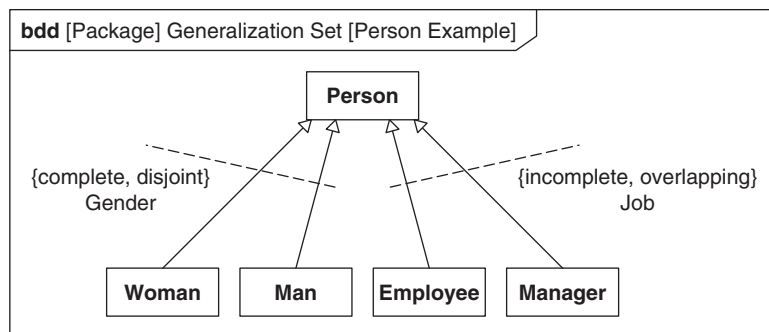 bdd [Package] Generalization Set [Person Example]
Person
{complete, disjoint}
Gender
{incomplete, overlapping}
Job
Woman
Man
Employee
Manager